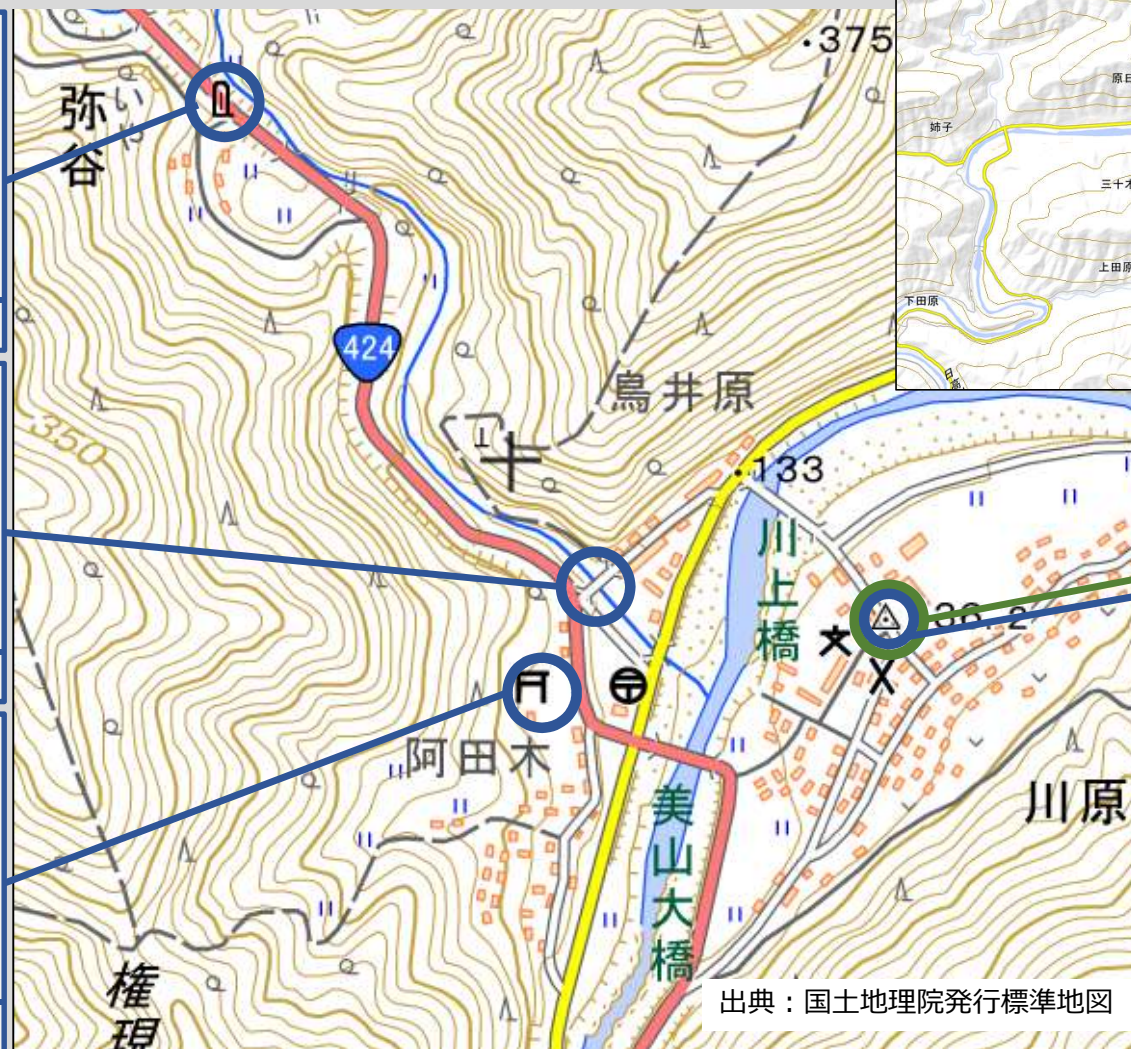 ・375
弥谷
424
350
鳥井原
・133
川上橋
36.2
阿田木
美山大橋
川原
権現
原日
姉子
三十木
上田原
下田原
出典：国土地理院発行標準地図